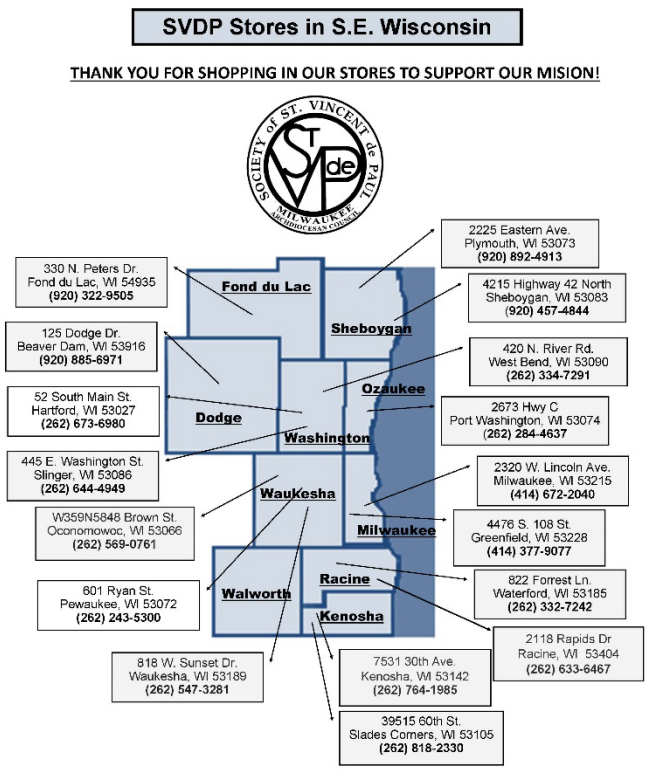 SVDP Stores in S.E. Wisconsin
THANK YOU FOR SHOPPING IN OUR STORES TO SUPPORT OUR MISION!
SOCIETY of ST. VINCENT de PAUL
ST
V
P
de
MILWAUKEE
ARCHDIOCESAN COUNCIL
2225 Eastern Ave.
Plymouth, WI 53073
(920) 892-4913
330 N. Peters Dr.
Fond du Lac, WI 54935
(920) 322-9505
4215 Highway 42 North
Sheboygan, WI 53083
(920) 457-4844
125 Dodge Dr.
Beaver Dam, WI 53916
(920) 885-6971
420 N. River Rd.
West Bend, WI 53090
(262) 334-7291
52 South Main St.
Hartford, WI 53027
(262) 673-6980
2673 Hwy C
Port Washington, WI 53074
(262) 284-4637
445 E. Washington St.
Slinger, WI 53086
(262) 644-4949
2320 W. Lincoln Ave.
Milwaukee, WI 53215
(414) 672-2040
W359N5848 Brown St.
Oconomowoc, WI 53066
(262) 569-0761
4476 S. 108 St.
Greenfield, WI 53228
(414) 377-9077
601 Ryan St.
Pewaukee, WI 53072
(262) 243-5300
822 Forrest Ln.
Waterford, WI 53185
(262) 332-7242
2118 Rapids Dr
Racine, WI 53404
(262) 633-6467
818 W. Sunset Dr.
Waukesha, WI 53189
(262) 547-3281
7531 30th Ave.
Kenosha, WI 53142
(262) 764-1985
39515 60th St.
Slades Corners, WI 53105
(262) 818-2330
Fond du Lac
Sheboygan
Ozaukee
Dodge
Washington
Waukesha
Milwaukee
Racine
Walworth
Kenosha